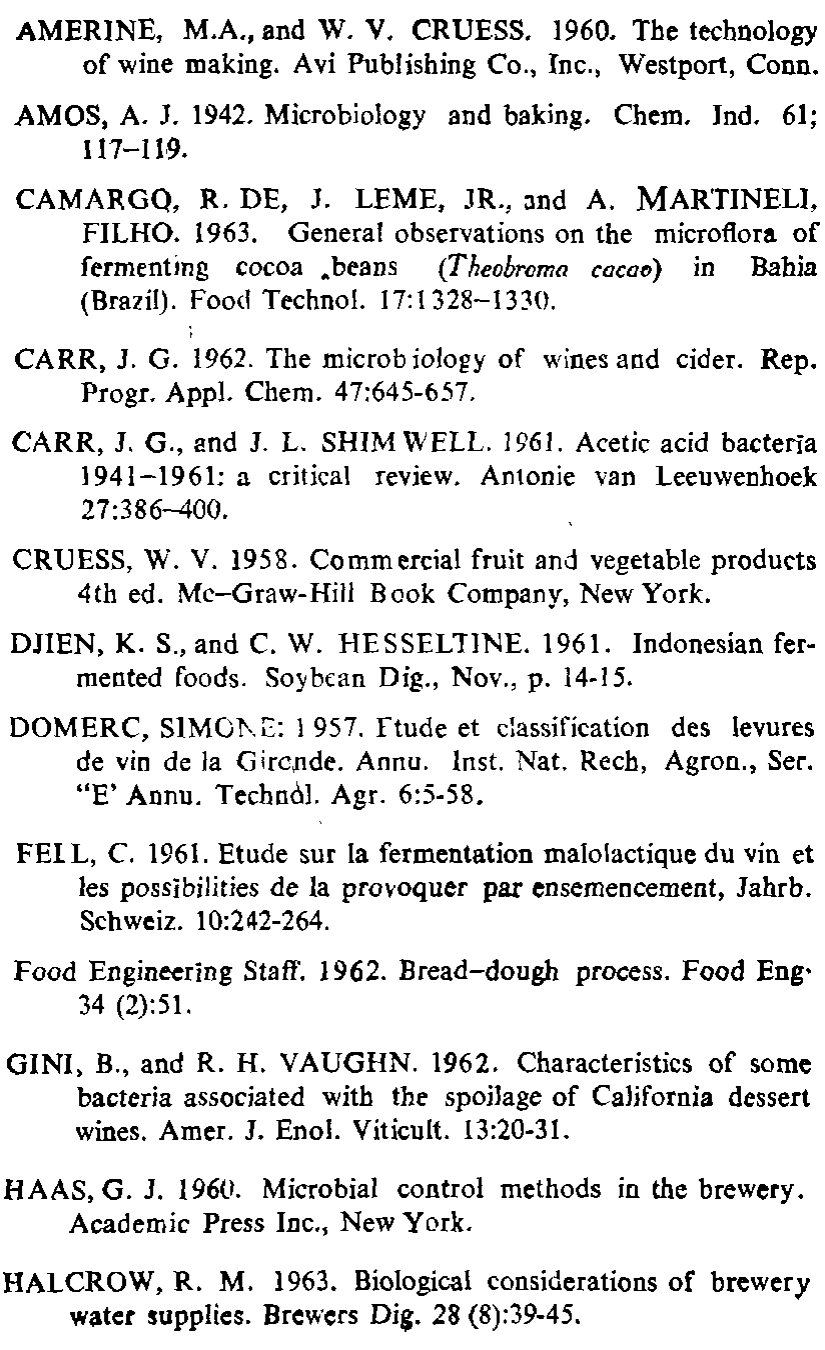 AMERINE, M.A., and W. V. CRUESS. 1960. The technology
of wine making. Avi Publishing Co., Inc., Westport, Conn.
AMOS, A. J. 1942. Microbiology and baking. Chem. Ind. 61;
117–119.
CAMARGO, R. DE, J. LEME, JR., and A. MARTINELI,
FILHO. 1963. General observations on the microflora of
fermenting cocoa beans (Theobroma cacao) in Bahia
(Brazil). Food Technol. 17:1328–1330.
CARR, J. G. 1962. The microbiology of wines and cider. Rep.
Progr. Appl. Chem. 47:645-657.
CARR, J. G., and J. L. SHIMWELL. 1961. Acetic acid bacteria
1941–1961: a critical review. Antonie van Leeuwenhoek
27:386–400.
CRUESS, W. V. 1958. Commercial fruit and vegetable products
4th ed. Mc–Graw-Hill Book Company, New York.
DJIEN, K. S., and C. W. HESSELTINE. 1961. Indonesian fer-
mented foods. Soybean Dig., Nov., p. 14-15.
DOMERC, SIMONE: 1957. Etude et classification des levures
de vin de la Gironde. Annu. Inst. Nat. Rech, Agron., Ser.
“E’ Annu. Technol. Agr. 6:5-58.
FELL, C. 1961. Etude sur la fermentation malolactique du vin et
les possibilities de la provoquer par ensemencement, Jahrb.
Schweiz. 10:242-264.
Food Engineering Staff. 1962. Bread–dough process. Food Eng.
34 (2):51.
GINI, B., and R. H. VAUGHN. 1962. Characteristics of some
bacteria associated with the spoilage of California dessert
wines. Amer. J. Enol. Viticult. 13:20-31.
HAAS, G. J. 1960. Microbial control methods in the brewery.
Academic Press Inc., New York.
HALCROW, R. M. 1963. Biological considerations of brewery
water supplies. Brewers Dig. 28 (8):39-45.